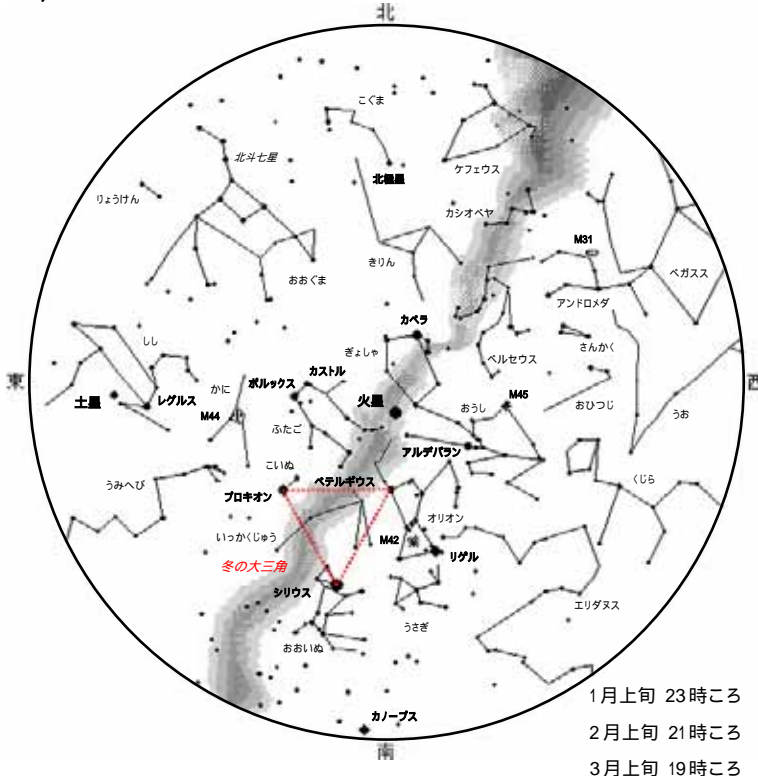 北
こぐま
北斗七星
ケフェウス
北極星
りょうけん
カシオペヤ
M31
きりん
おおぐま
ペガスス
アンドロメダ
カペラ
しし
ぎょしゃ
ペルセウス
さんかく
東
西
カストル
ポルックス
かに
土星
レグルス
M44
火星
M45
おうし
おひつじ
うお
ふたご
アルデバラン
こいぬ
うみへび
ベテルギウス
くじら
プロキオン
オリオン
いっかくじゅう
M42
リゲル
冬の大三角
シリウス
エリダヌス
うさぎ
おおいぬ
カノープス
南
1月上旬 23時ころ
2月上旬 21時ころ
3月上旬 19時ころ